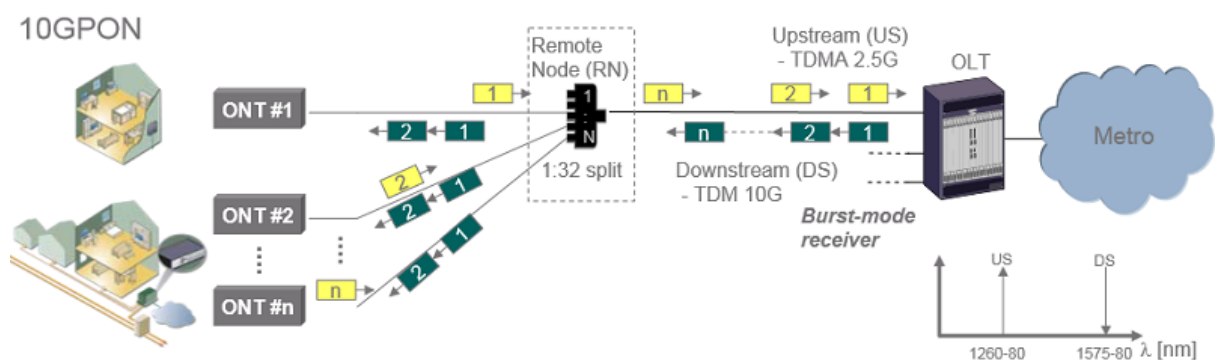 10GPON
Remote
Node (RN)
Upstream (US)
- TDMA 2.5G
OLT
ONT #1
1
1
N
n
2
1
2
1
n
2
1
Metro
1:32 split
Downstream (DS)
- TDM 10G
2
1
2
ONT #2
Burst-mode
receiver
2
1
ONT #n
n
US
DS
1260-80
1575-80
λ [nm]